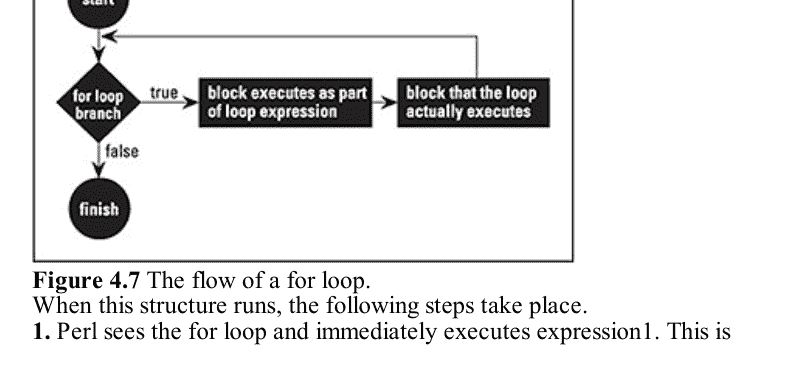 start
for loop
branch
true
block executes as part
of loop expression
block that the loop
actually executes
false
finish
Figure 4.7 The flow of a for loop.
When this structure runs, the following steps take place.
1. Perl sees the for loop and immediately executes expression1. This is